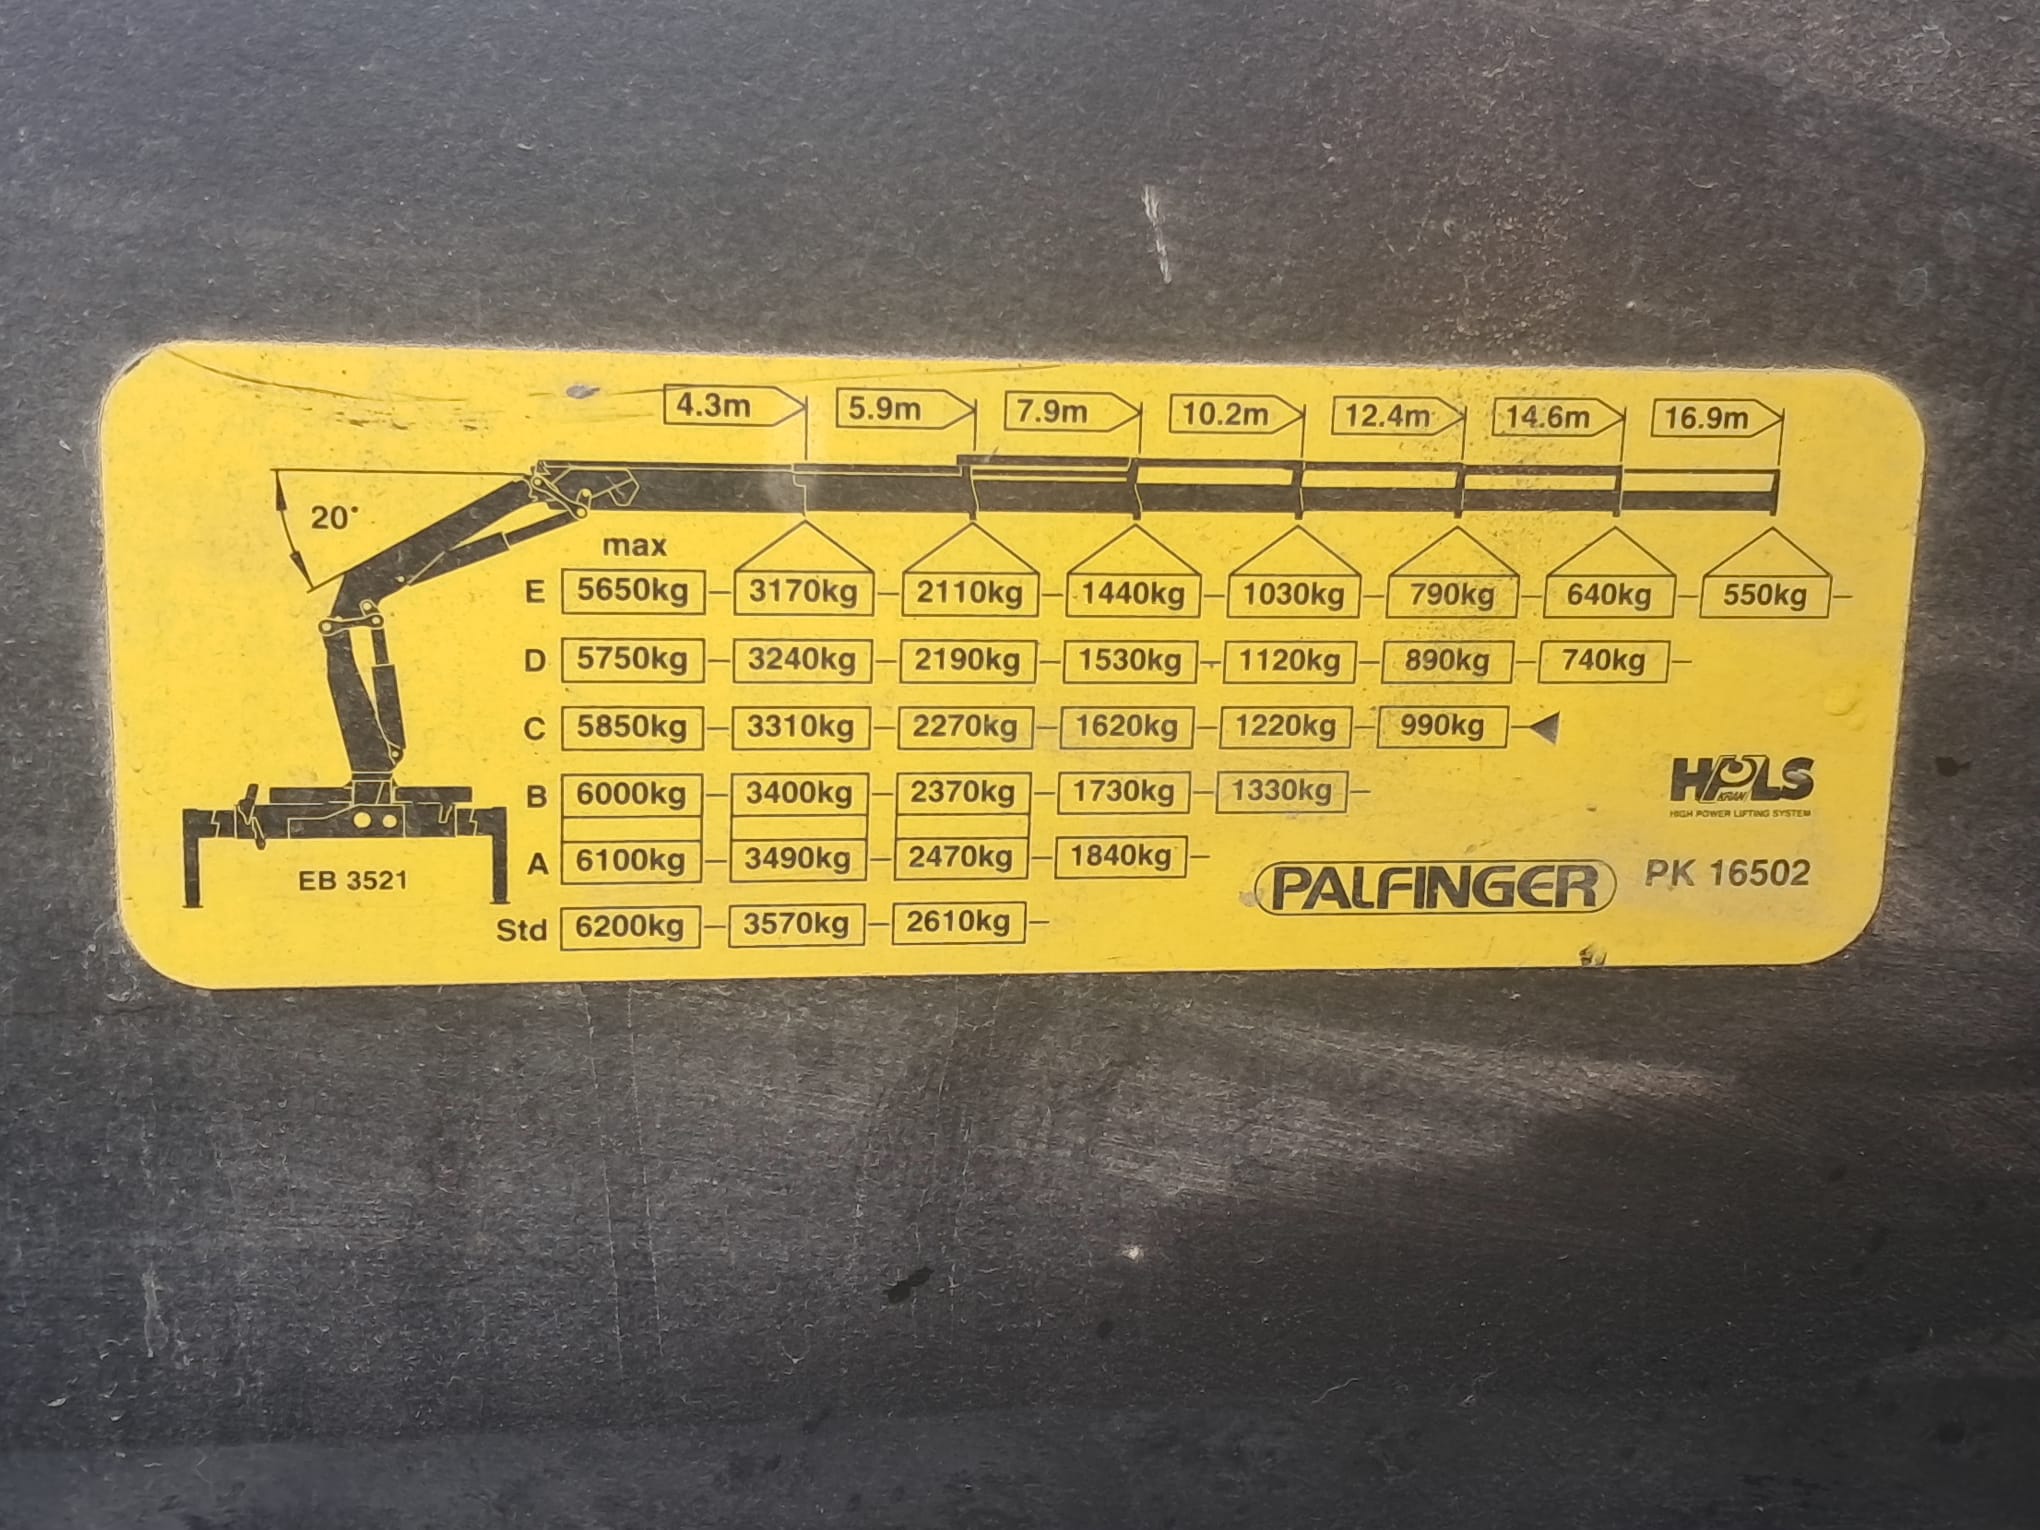 4.3m 5.9m 7.9m 10.2m 12.4m 14.6m 16.9m
20°
max
E 5650kg 3170kg 2110kg 1440kg 1030kg 790kg 640kg 550kg
D 5750kg 3240kg 2190kg 1530kg 1120kg 890kg 740kg
C 5850kg 3310kg 2270kg 1620kg 1220kg 990kg
B 6000kg 3400kg 2370kg 1730kg 1330kg
A 6100kg 3490kg 2470kg 1840kg
Std 6200kg 3570kg 2610kg
EB 3521
HPLS
KRAN
HIGH POWER LIFTING SYSTEM
PALFINGER PK 16502